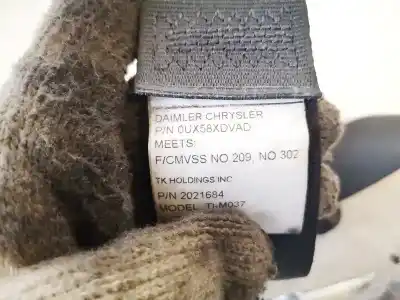 DAIMLER CHRYSLER
P/N 0UX58XDVAD
MEETS:
F/CMVSS NO 209, NO 302
TK HOLDINGS INC
P/N 2021684
MODEL TI-M037